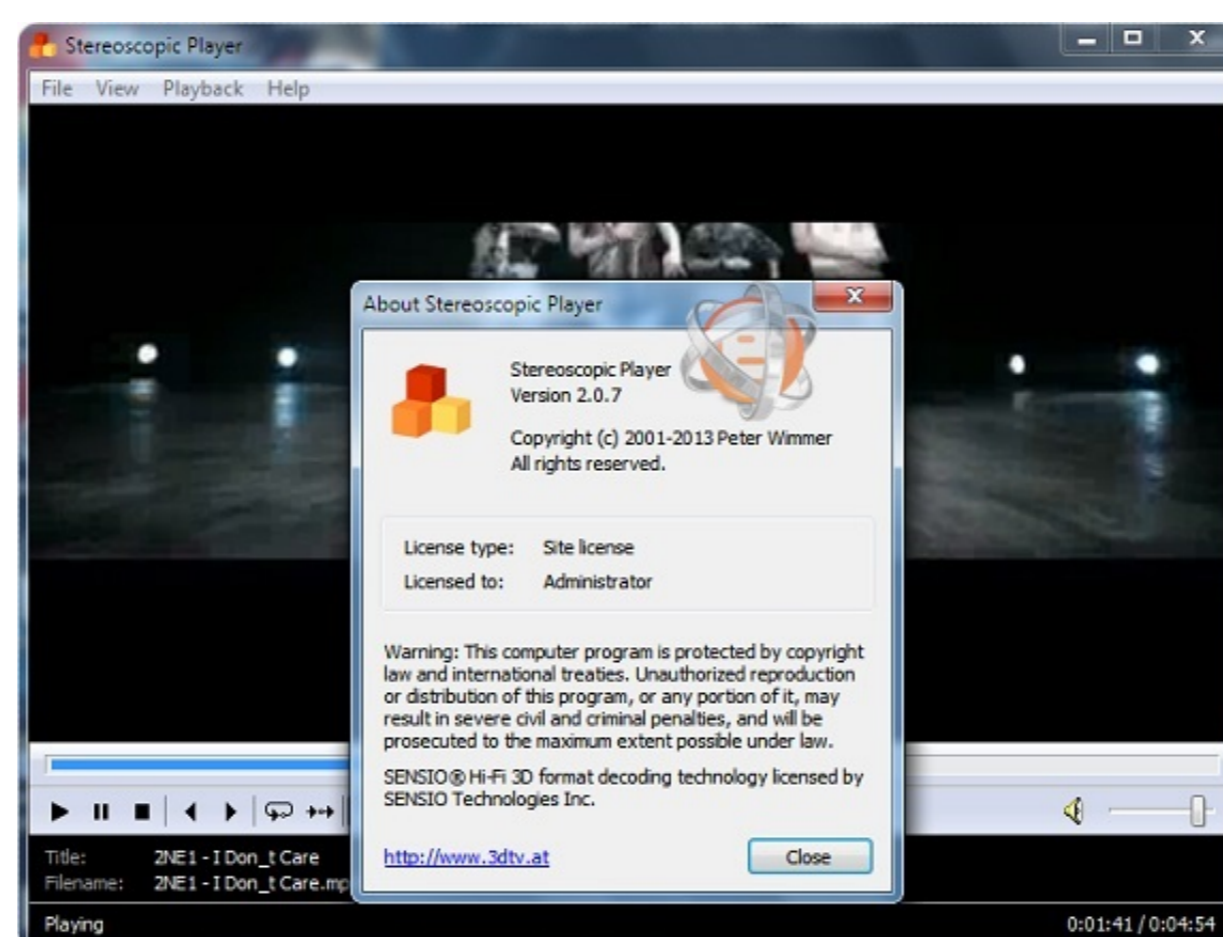 Stereoscopic Player
File View Playback Help
About Stereoscopic Player
Stereoscopic Player
Version 2.0.7
Copyright (c) 2001-2013 Peter Wimmer
All rights reserved.
License type: Site license
Licensed to: Administrator
Warning: This computer program is protected by copyright
law and international treaties. Unauthorized reproduction
or distribution of this program, or any portion of it, may
result in severe civil and criminal penalties, and will be
prosecuted to the maximum extent possible under law.
SENSIO® Hi-Fi 3D format decoding technology licensed by
SENSIO Technologies Inc.
http://www.3dtv.at Close
Title: 2NE1 - I Don_t Care
Filename: 2NE1 - I Don_t Care.mp
Playing 0:01:41 / 0:04:54